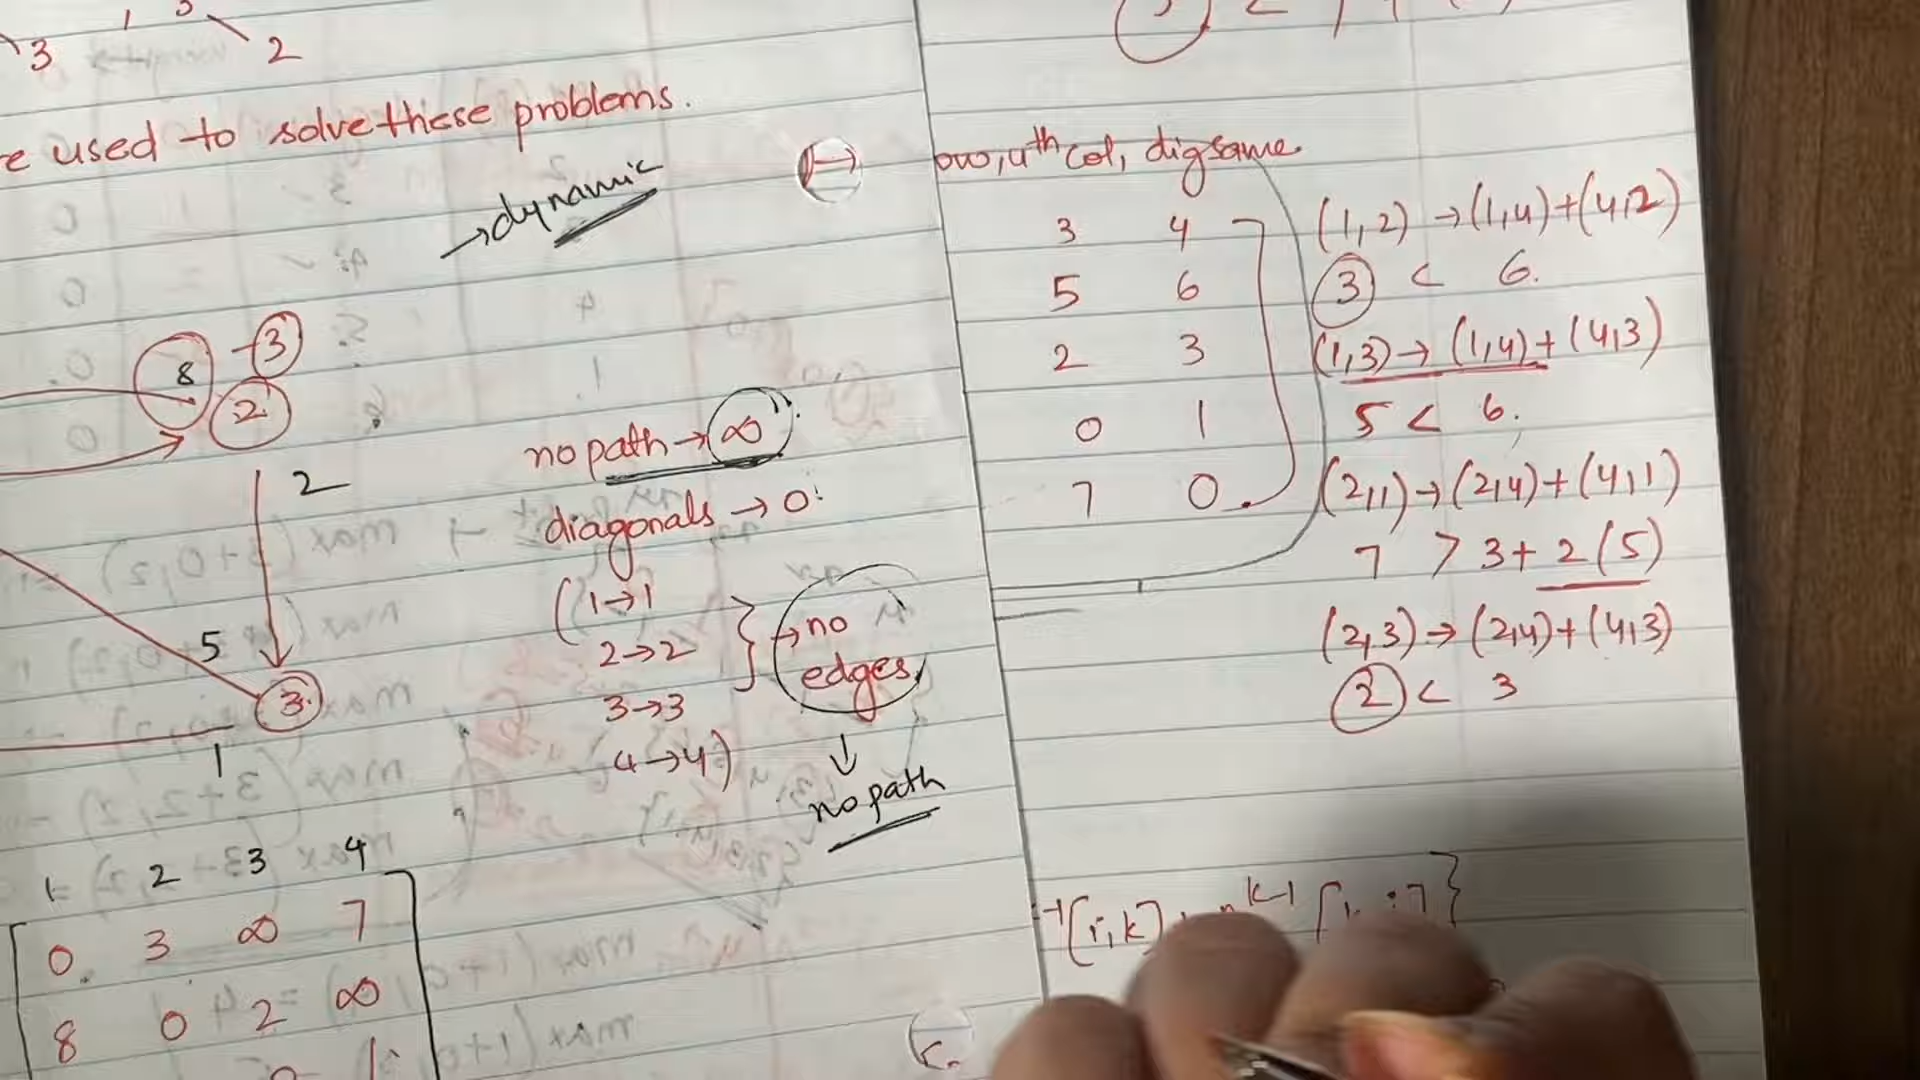 1
3
2
e used to solve these problems.
→dynamic
8
3
2
2
no path → ∞
diagonals → 0
(1→1
2→2
3→3
4→4)
} → no
edges
↓
no path
5
3
1
1 2 3 4
0 3 ∞ 7
8 0 2 ∞
ow, 4th col, dig same.
3 4
5 6
2 3
0 1
7 0
(1,2) → (1,4)+(4,2)
3 < 6.
(1,3) → (1,4)+(4,3)
5 < 6.
(2,1) → (2,4)+(4,1)
7 > 3+2(5)
(2,3) → (2,4)+(4,3)
2 < 3
[i,k]
k-1